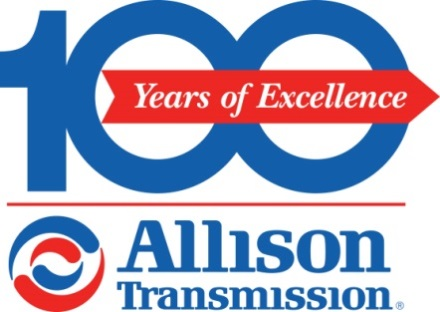 100
Years of Excellence
Allison
Transmission®